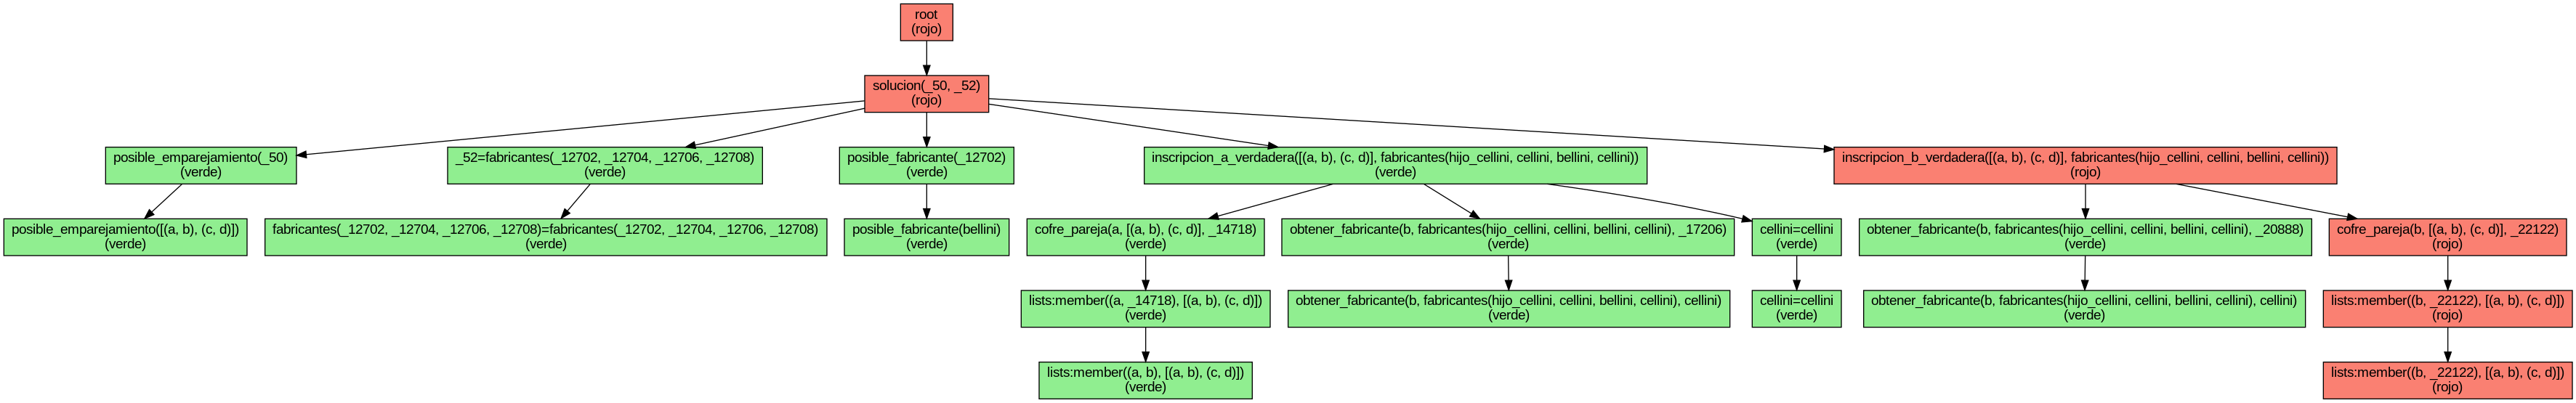 root
(rojo)
solucion(_50, _52)
(rojo)
posible_emparejamiento(_50)
(verde)
_52=fabricantes(_12702, _12704, _12706, _12708)
(verde)
posible_fabricante(_12702)
(verde)
inscripcion_a_verdadera([(a, b), (c, d)], fabricantes(hijo_cellini, cellini, bellini, cellini))
(verde)
inscripcion_b_verdadera([(a, b), (c, d)], fabricantes(hijo_cellini, cellini, bellini, cellini))
(rojo)
posible_emparejamiento([(a, b), (c, d)])
(verde)
fabricantes(_12702, _12704, _12706, _12708)=fabricantes(_12702, _12704, _12706, _12708)
(verde)
posible_fabricante(bellini)
(verde)
cofre_pareja(a, [(a, b), (c, d)], _14718)
(verde)
obtener_fabricante(b, fabricantes(hijo_cellini, cellini, bellini, cellini), _17206)
(verde)
cellini=cellini
(verde)
obtener_fabricante(b, fabricantes(hijo_cellini, cellini, bellini, cellini), _20888)
(verde)
cofre_pareja(b, [(a, b), (c, d)], _22122)
(rojo)
lists:member((a, _14718), [(a, b), (c, d)])
(verde)
obtener_fabricante(b, fabricantes(hijo_cellini, cellini, bellini, cellini), cellini)
(verde)
cellini=cellini
(verde)
obtener_fabricante(b, fabricantes(hijo_cellini, cellini, bellini, cellini), cellini)
(verde)
lists:member((b, _22122), [(a, b), (c, d)])
(rojo)
lists:member((a, b), [(a, b), (c, d)])
(verde)
lists:member((b, _22122), [(a, b), (c, d)])
(rojo)